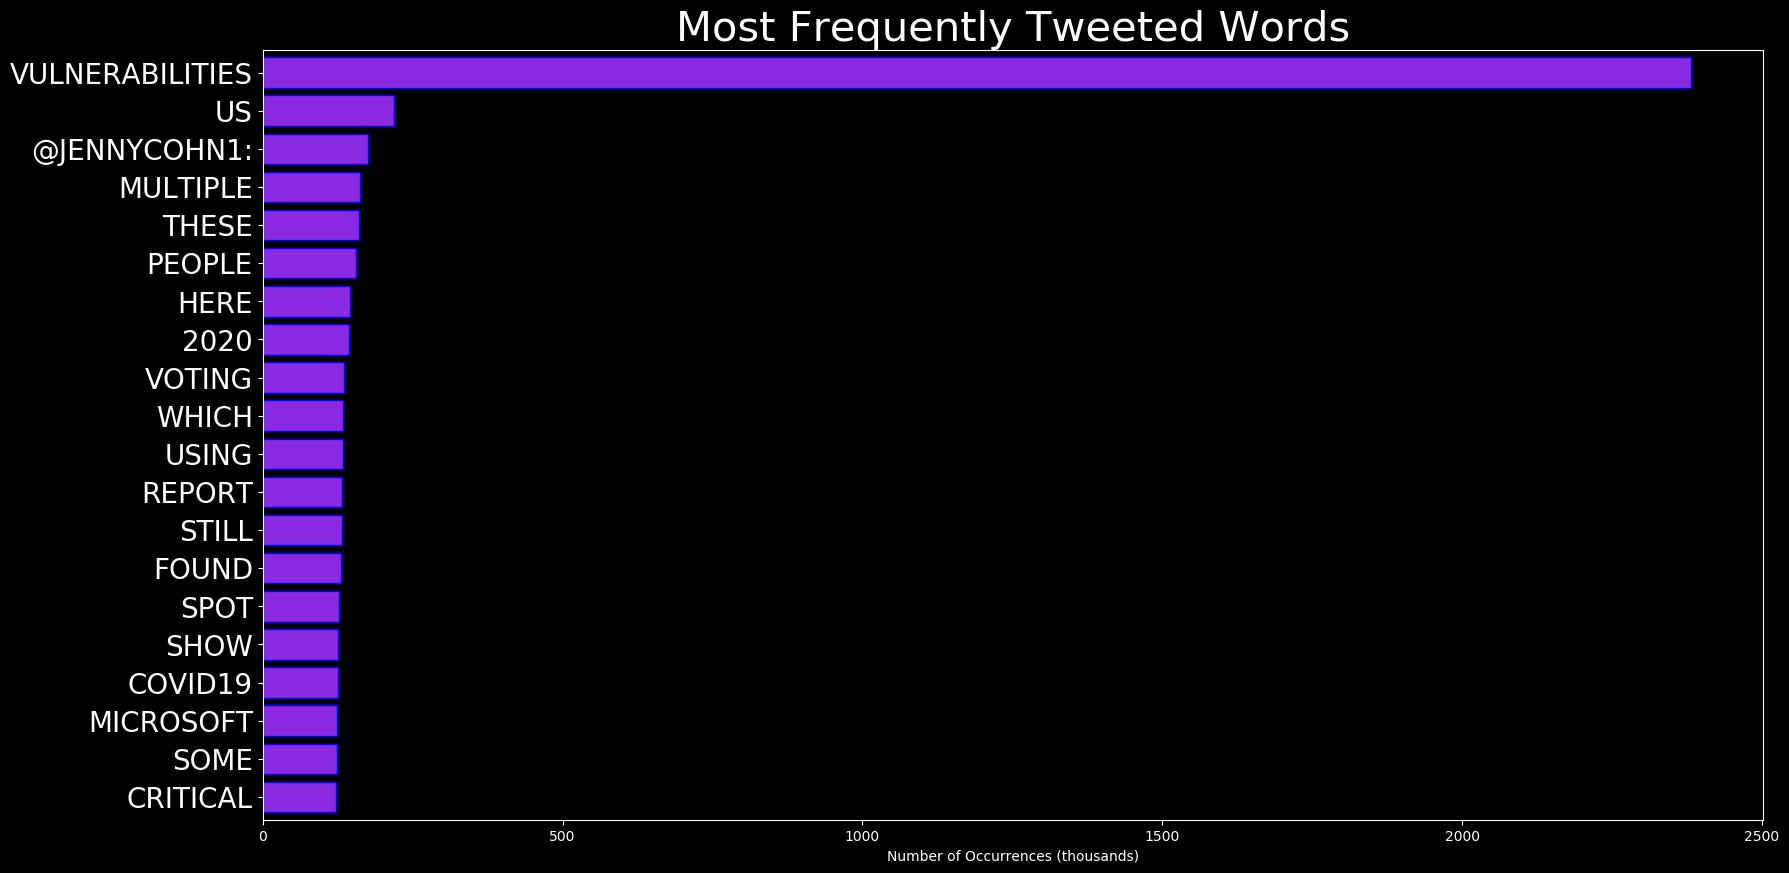 Most Frequently Tweeted Words
VULNERABILITIES
US
@JENNYCOHN1:
MULTIPLE
THESE
PEOPLE
HERE
2020
VOTING
WHICH
USING
REPORT
STILL
FOUND
SPOT
SHOW
COVID19
MICROSOFT
SOME
CRITICAL
0 500 1000 1500 2000 2500
Number of Occurrences (thousands)